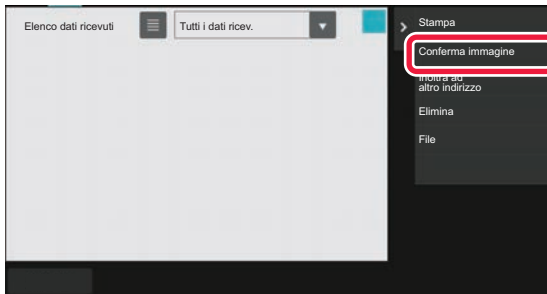 Elenco dati ricevuti
Tutti i dati ricev.
Stampa
Conferma immagine
Inoltra ad
altro indirizzo
Elimina
File